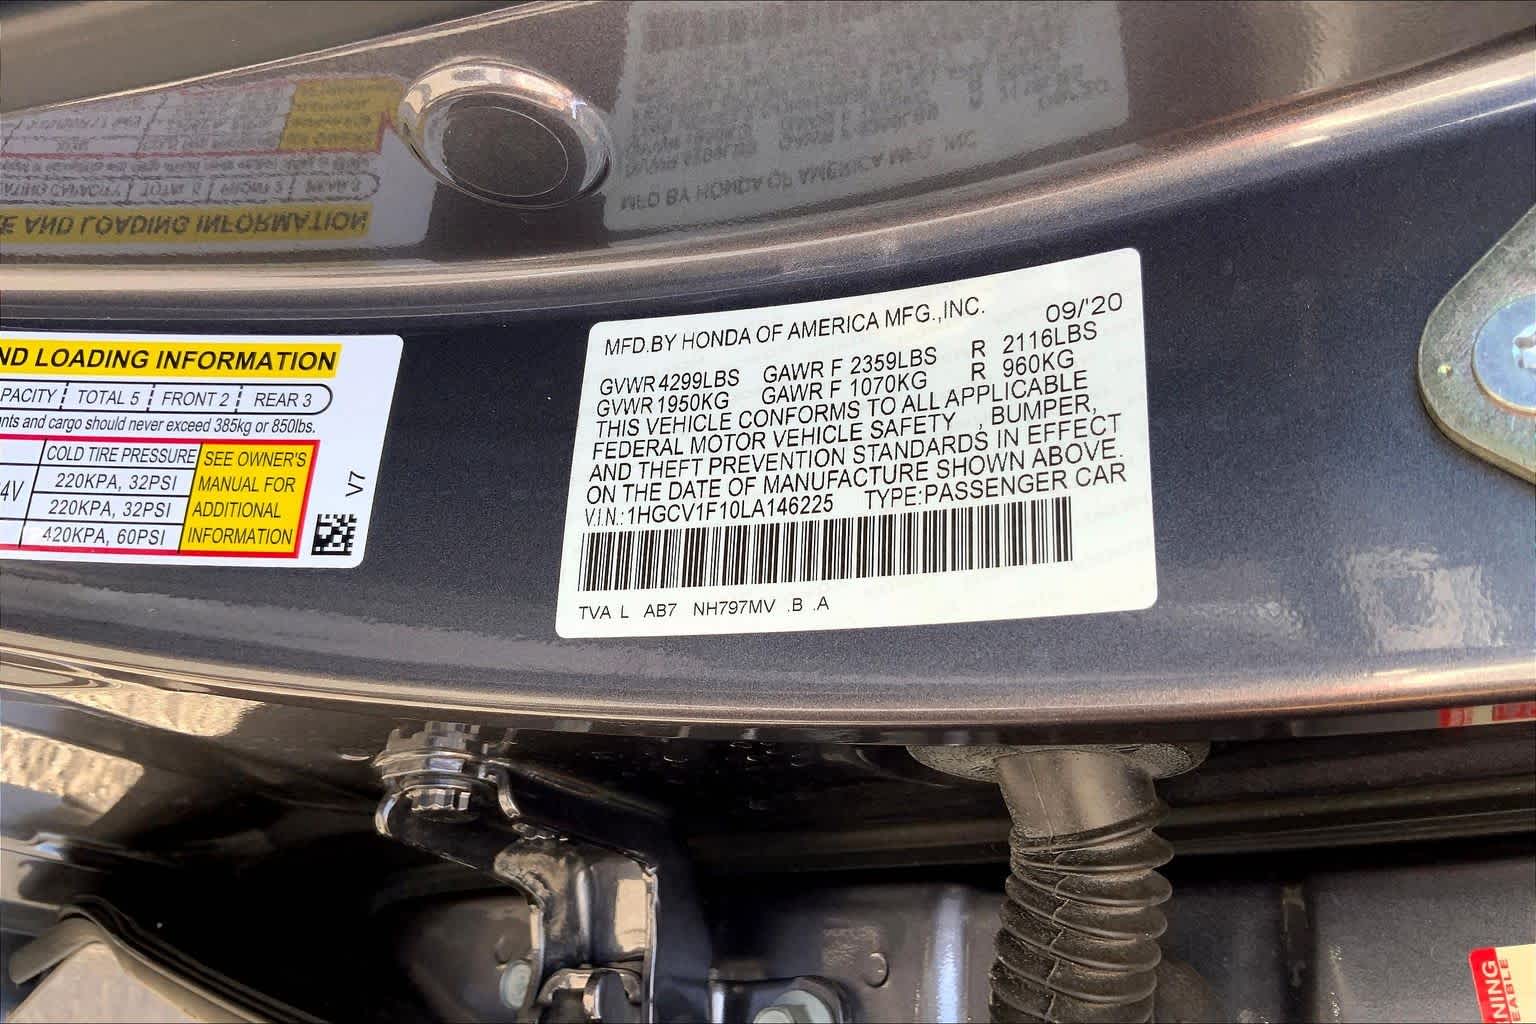 ND LOADING INFORMATION
PACITY TOTAL 5 FRONT 2 REAR 3
nts and cargo should never exceed 385kg or 850lbs.
COLD TIRE PRESSURE
4V
220KPA, 32PSI
220KPA, 32PSI
420KPA, 60PSI
SEE OWNER'S
MANUAL FOR
ADDITIONAL
INFORMATION
V7
MFD.BY HONDA OF AMERICA MFG.,INC. 09/'20
GVWR 4299LBS GAWR F 2359LBS R 2116LBS
GVWR 1950KG GAWR F 1070KG R 960KG
THIS VEHICLE CONFORMS TO ALL APPLICABLE
FEDERAL MOTOR VEHICLE SAFETY , BUMPER,
AND THEFT PREVENTION STANDARDS IN EFFECT
ON THE DATE OF MANUFACTURE SHOWN ABOVE.
V.I.N.:1HGCV1F10LA146225 TYPE:PASSENGER CAR
TVA L AB7 NH797MV .B .A
NING
EABLE